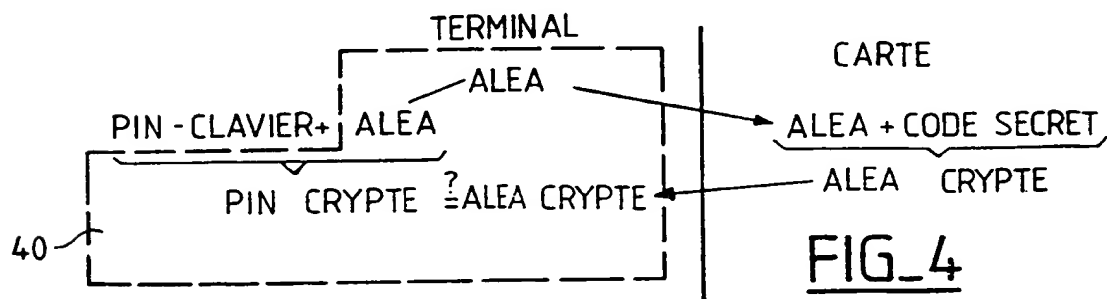 TERMINAL
CARTE
ALEA
PIN-CLAVIER+ ALEA
ALEA + CODE SECRET
PIN CRYPTE ?= ALEA CRYPTE
ALEA CRYPTE
40
FIG_4